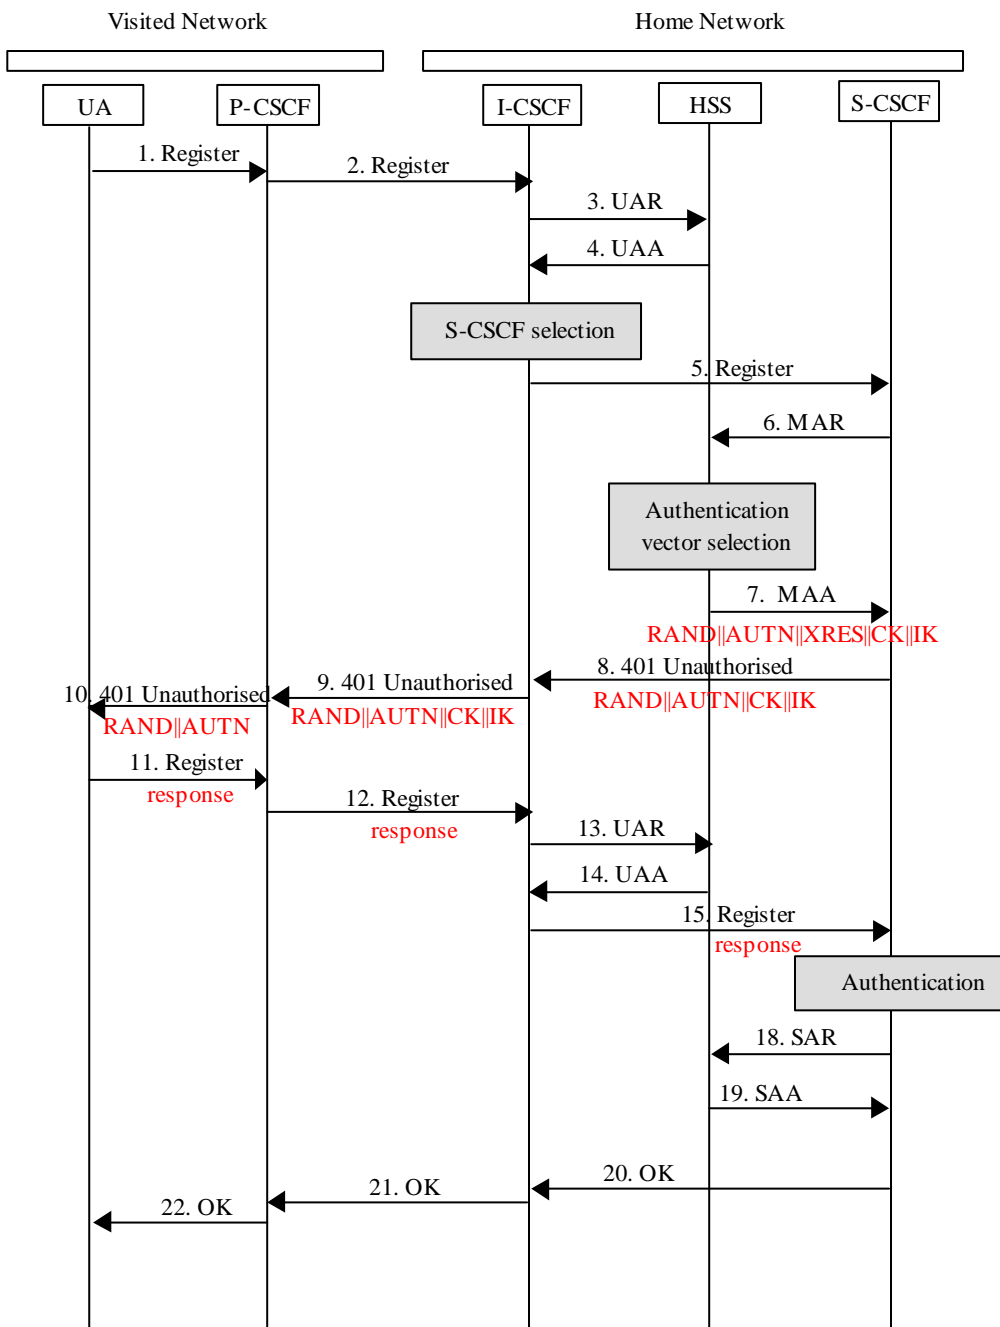 Visited Network
Home Network
UA
P-CSCF
I-CSCF
HSS
S-CSCF
1. Register
2. Register
3. UAR
4. UAA
S-CSCF selection
5. Register
6. MAR
Authentication
vector selection
7. MAA
RAND||AUTN||XRES||CK||IK
8. 401 Unauthorised
RAND||AUTN||CK||IK
9. 401 Unauthorised
RAND||AUTN||CK||IK
10. 401 Unauthorised
RAND||AUTN
11. Register
response
12. Register
response
13. UAR
14. UAA
15. Register
response
Authentication
18. SAR
19. SAA
20. OK
21. OK
22. OK